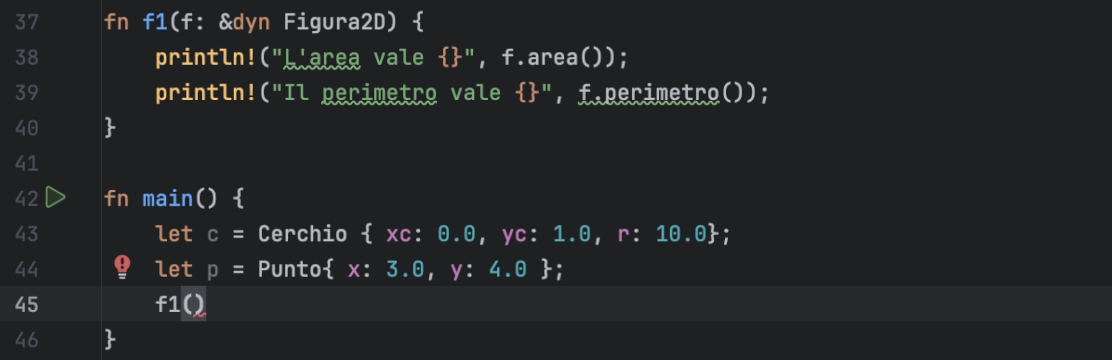 37 fn f1(f: &dyn Figura2D) {
38     println!("L'area vale {}", f.area());
39     println!("Il perimetro vale {}", f.perimetro());
40 }
41
42 fn main() {
43     let c = Cerchio { xc: 0.0, yc: 1.0, r: 10.0};
44     let p = Punto{ x: 3.0, y: 4.0 };
45     f1()
46 }